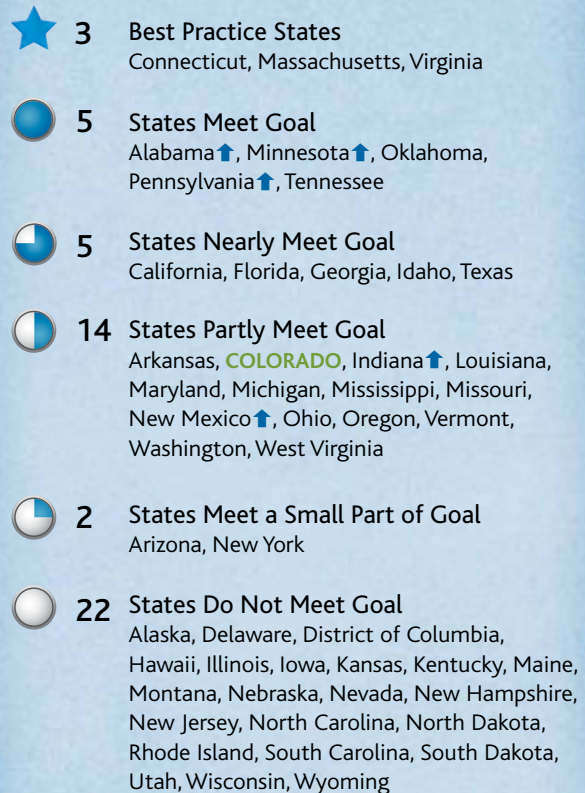 3 Best Practice States
Connecticut, Massachusetts, Virginia
5 States Meet Goal
Alabama⬆, Minnesota⬆, Oklahoma,
Pennsylvania⬆, Tennessee
5 States Nearly Meet Goal
California, Florida, Georgia, Idaho, Texas
14 States Partly Meet Goal
Arkansas, COLORADO, Indiana⬆, Louisiana,
Maryland, Michigan, Mississippi, Missouri,
New Mexico⬆, Ohio, Oregon, Vermont,
Washington, West Virginia
2 States Meet a Small Part of Goal
Arizona, New York
22 States Do Not Meet Goal
Alaska, Delaware, District of Columbia,
Hawaii, Illinois, Iowa, Kansas, Kentucky, Maine,
Montana, Nebraska, Nevada, New Hampshire,
New Jersey, North Carolina, North Dakota,
Rhode Island, South Carolina, South Dakota,
Utah, Wisconsin, Wyoming